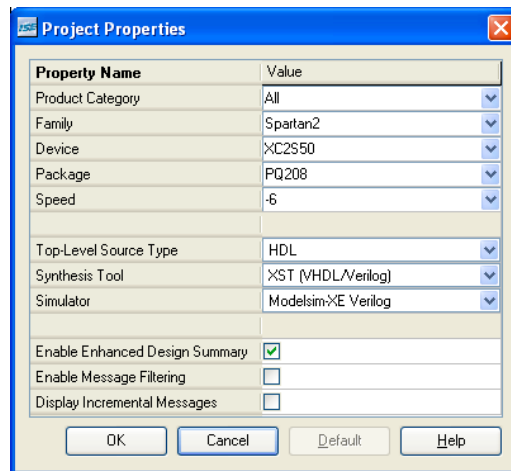 ISE Project Properties
Property Name Value
Product Category All
Family Spartan2
Device XC2S50
Package PQ208
Speed -6
Top-Level Source Type HDL
Synthesis Tool XST (VHDL/Verilog)
Simulator Modelsim-XE Verilog
Enable Enhanced Design Summary
Enable Message Filtering
Display Incremental Messages
OK Cancel Default Help